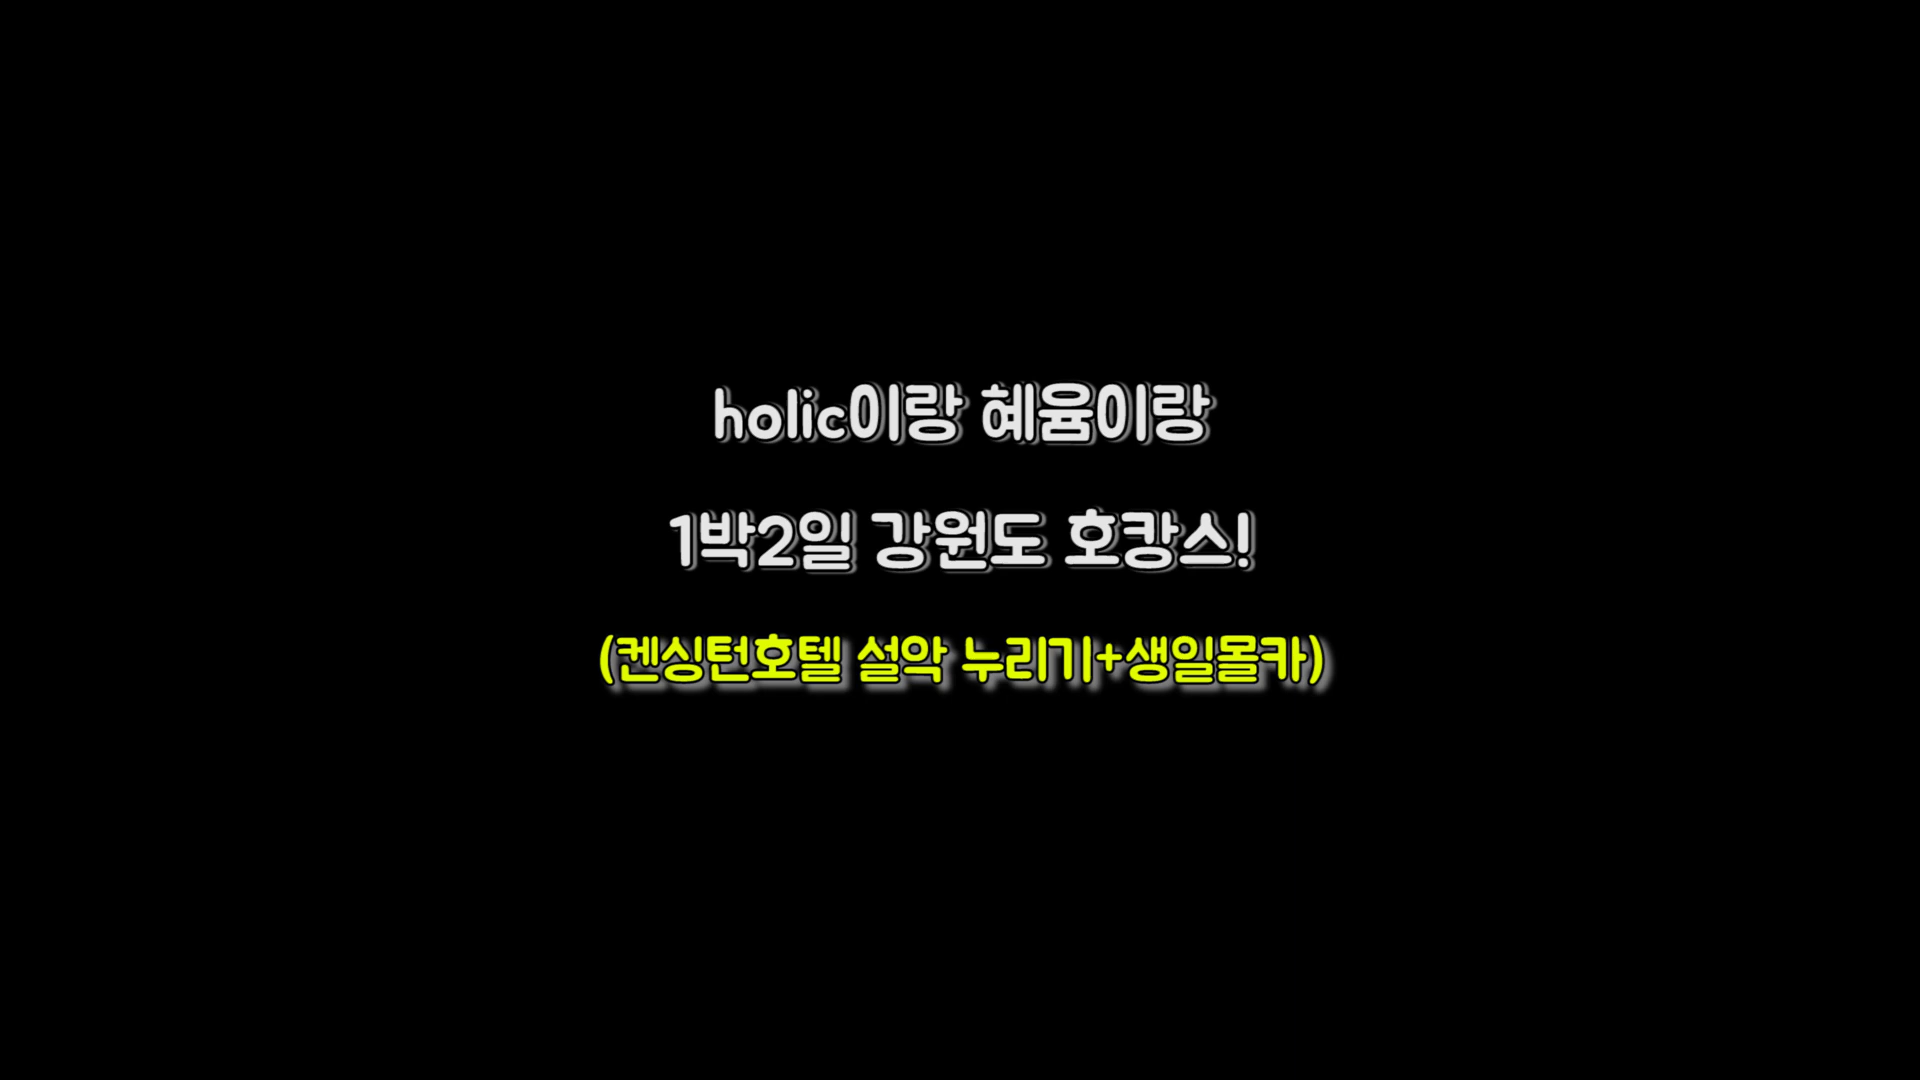 holic이랑 혜윰이랑
1박2일 강원도 호캉스!
(켄싱턴호텔 설악 누리기+생일몰카)